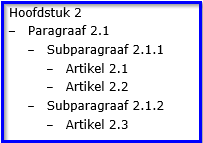 Hoofdstuk 2
– Paragraaf 2.1
– Subparagraaf 2.1.1
– Artikel 2.1
– Artikel 2.2
– Subparagraaf 2.1.2
– Artikel 2.3